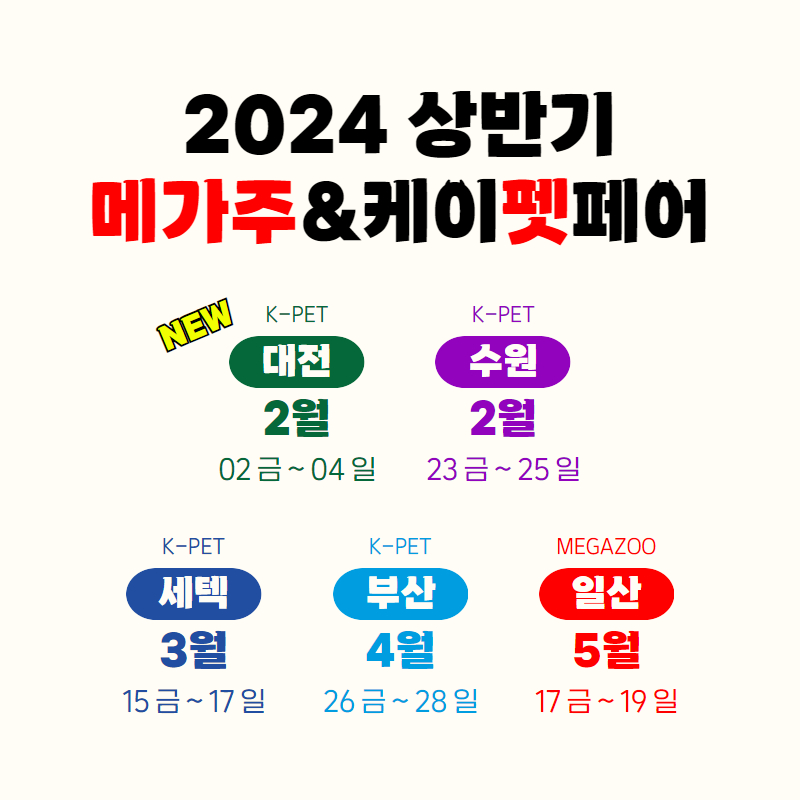 2024 상반기
메가주&케이펫페어
NEW
K-PET
대전
2월
02 금 ~ 04 일
K-PET
수원
2월
23 금 ~ 25 일
K-PET
세텍
3월
15 금 ~ 17 일
K-PET
부산
4월
26 금 ~ 28 일
MEGAZOO
일산
5월
17 금 ~ 19 일